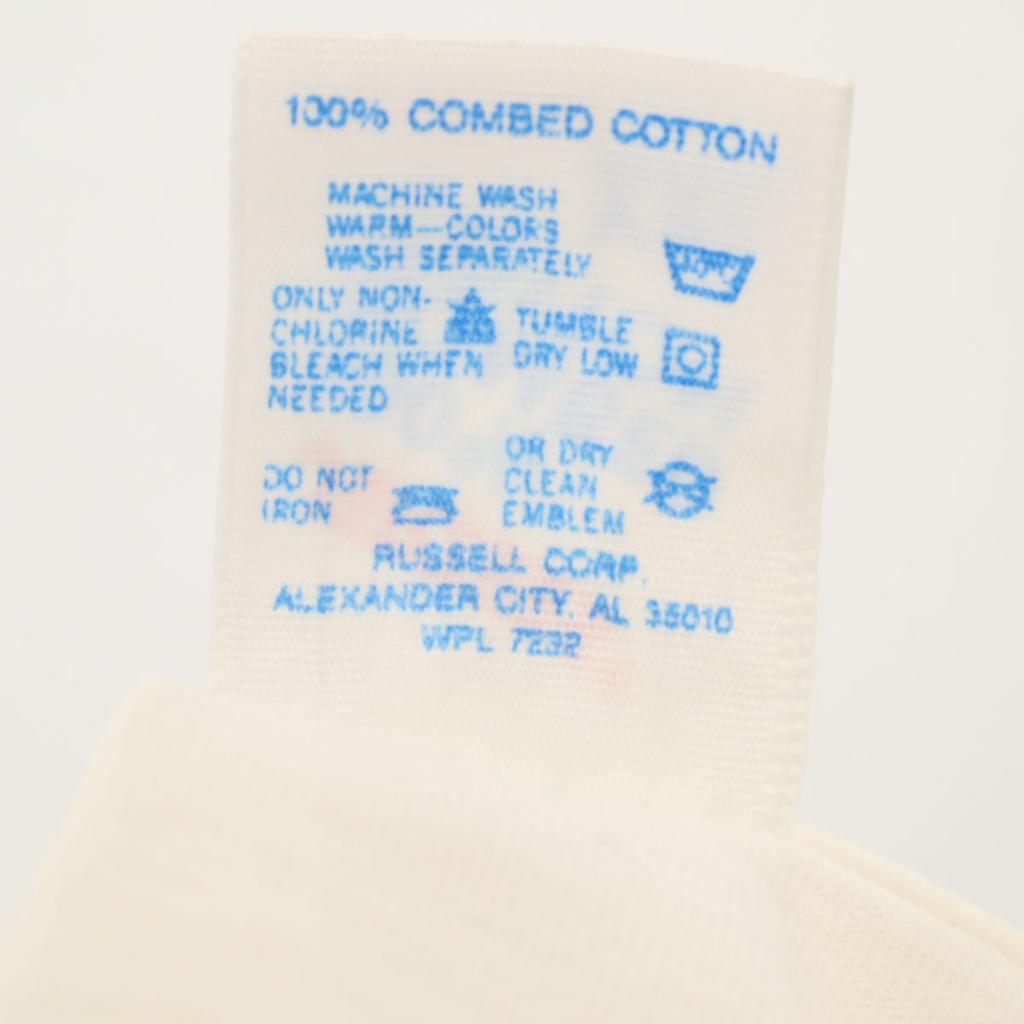 100% COMBED COTTON
MACHINE WASH
WARM—COLORS
WASH SEPARATELY
ONLY NON-
CHLORINE
BLEACH WHEN
NEEDED
TUMBLE
DRY LOW
DO NOT
IRON
OR DRY
CLEAN
EMBLEM
RUSSELL CORP.
ALEXANDER CITY, AL 35010
WPL 7232